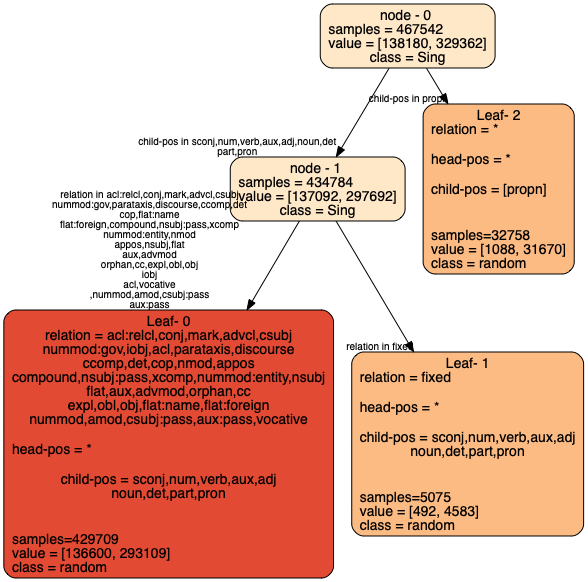 node - 0
samples = 467542
value = [138180, 329362]
class = Sing
child-pos in propn
child-pos in sconj,num,verb,aux,adj,noun,det
part,pron
node - 1
samples = 434784
value = [137092, 297692]
class = Sing
Leaf- 2
relation = *
head-pos = *
child-pos = [propn]
samples=32758
value = [1088, 31670]
class = random
relation in acl:relcl,conj,mark,advcl,csubj
nummod:gov,parataxis,discourse,ccomp,det
cop,flat:name
flat:foreign,compound,nsubj:pass,xcomp
nummod:entity,nmod
appos,nsubj,flat
aux,advmod
orphan,cc,expl,obl,obj
iobj
acl,vocative
,nummod,amod,csubj:pass
aux:pass
relation in fixed
Leaf- 0
relation = acl:relcl,conj,mark,advcl,csubj
nummod:gov,iobj,acl,parataxis,discourse
ccomp,det,cop,nmod,appos
compound,nsubj:pass,xcomp,nummod:entity,nsubj
flat,aux,advmod,orphan,cc
expl,obl,obj,flat:name,flat:foreign
nummod,amod,csubj:pass,aux:pass,vocative
head-pos = *
child-pos = sconj,num,verb,aux,adj
noun,det,part,pron
samples=429709
value = [136600, 293109]
class = random
Leaf- 1
relation = fixed
head-pos = *
child-pos = sconj,num,verb,aux,adj
noun,det,part,pron
samples=5075
value = [492, 4583]
class = random